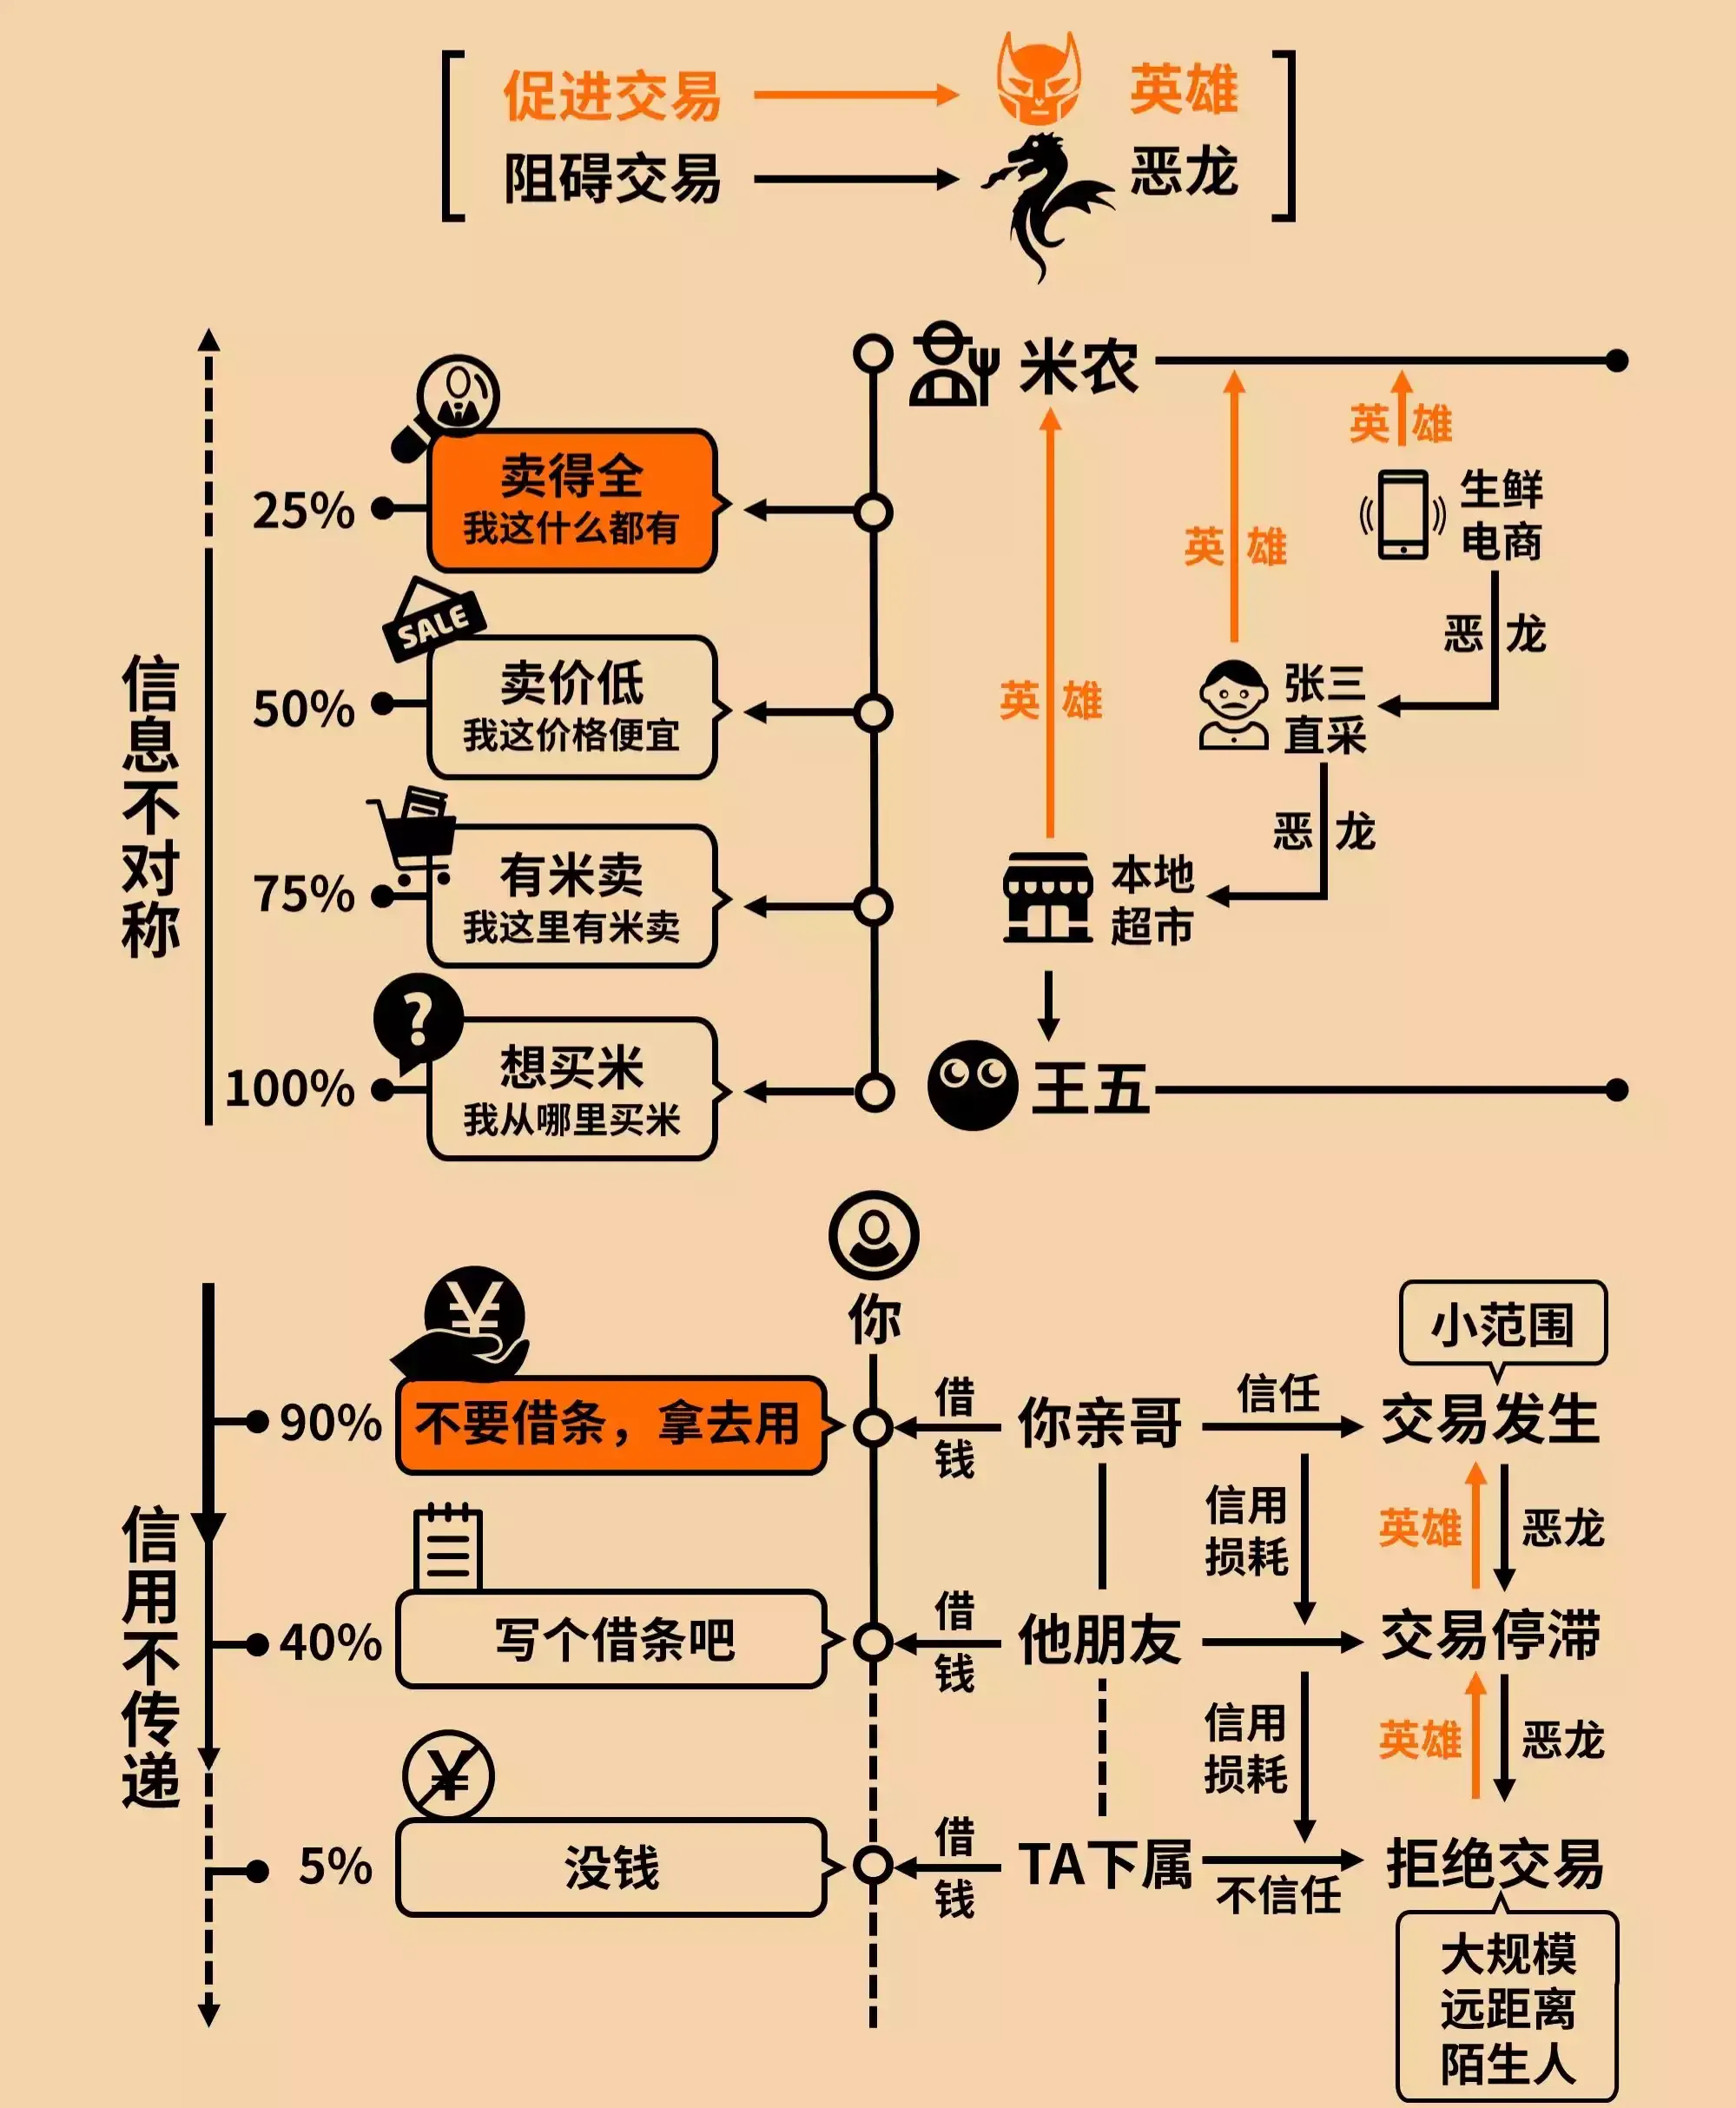 促进交易
英雄
阻碍交易
恶龙
信息不对称
米农
英雄
25%
卖得全
我这什么都有
生鲜
电商
英雄
恶龙
SALE
50%
卖价低
我这价格便宜
英雄
张三
直采
恶龙
75%
有米卖
我这里有米卖
本地
超市
?
100%
想买米
我从哪里买米
王五
信用不传递
你
小范围
¥
90%
不要借条，拿去用
借
钱
你亲哥
信任
交易发生
信用
损耗
英雄
恶龙
40%
写个借条吧
借
钱
他朋友
交易停滞
信用
损耗
英雄
恶龙
¥
5%
没钱
借
钱
TA下属
不信任
拒绝交易
大规模
远距离
陌生人